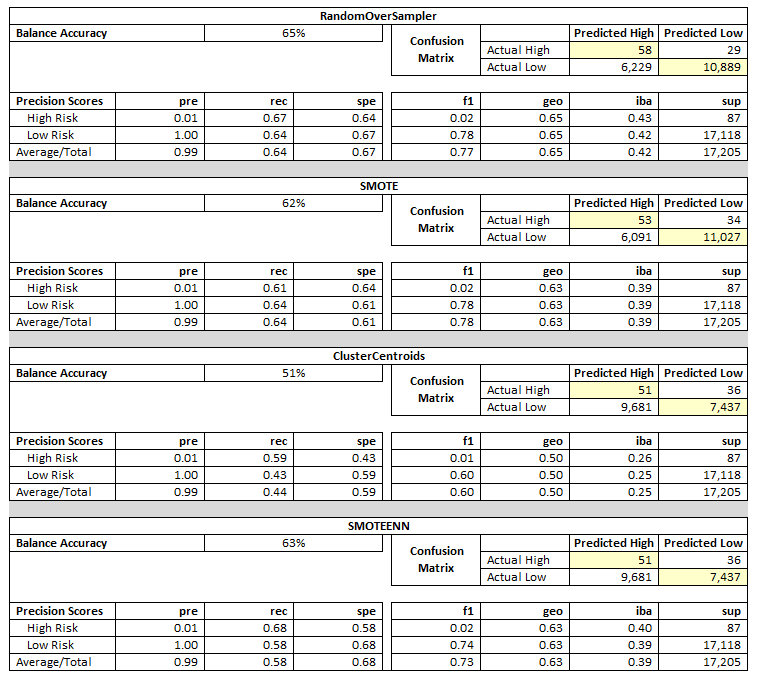 RandomOverSampler
Balance Accuracy 65% Confusion Matrix Predicted High Predicted Low
Actual High 58 29
Actual Low 6,229 10,889
Precision Scores pre rec spe f1 geo iba sup
High Risk 0.01 0.67 0.64 0.02 0.65 0.43 87
Low Risk 1.00 0.64 0.67 0.78 0.65 0.42 17,118
Average/Total 0.99 0.64 0.67 0.77 0.65 0.42 17,205
SMOTE
Balance Accuracy 62% Confusion Matrix Predicted High Predicted Low
Actual High 53 34
Actual Low 6,091 11,027
Precision Scores pre rec spe f1 geo iba sup
High Risk 0.01 0.61 0.64 0.02 0.63 0.39 87
Low Risk 1.00 0.64 0.61 0.78 0.63 0.39 17,118
Average/Total 0.99 0.64 0.61 0.78 0.63 0.39 17,205
ClusterCentroids
Balance Accuracy 51% Confusion Matrix Predicted High Predicted Low
Actual High 51 36
Actual Low 9,681 7,437
Precision Scores pre rec spe f1 geo iba sup
High Risk 0.01 0.59 0.43 0.01 0.50 0.26 87
Low Risk 1.00 0.43 0.59 0.60 0.50 0.25 17,118
Average/Total 0.99 0.44 0.59 0.60 0.50 0.25 17,205
SMOTEENN
Balance Accuracy 63% Confusion Matrix Predicted High Predicted Low
Actual High 51 36
Actual Low 9,681 7,437
Precision Scores pre rec spe f1 geo iba sup
High Risk 0.01 0.68 0.58 0.02 0.63 0.40 87
Low Risk 1.00 0.58 0.68 0.74 0.63 0.39 17,118
Average/Total 0.99 0.58 0.68 0.73 0.63 0.39 17,205